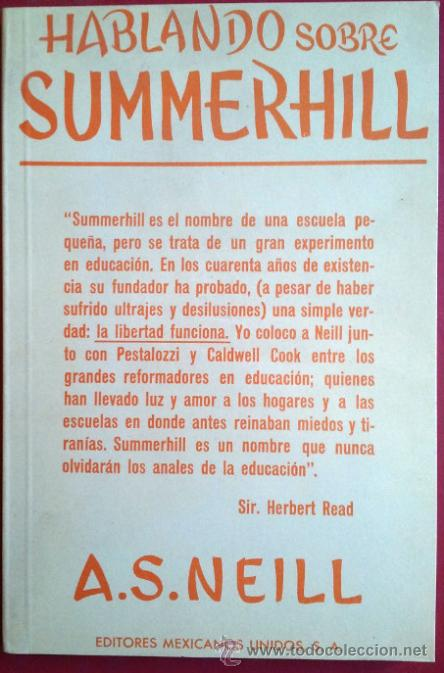 HABLANDO SOBRE
SUMMERHILL
"Summerhill es el nombre de una escuela pe-
queña, pero se trata de un gran experimento
en educación. En los cuarenta años de existen-
cia su fundador ha probado, (a pesar de haber
sufrido ultrajes y desilusiones) una simple ver-
dad: la libertad funciona. Yo coloco a Neill jun-
to con Pestalozzi y Caldwell Cook entre los
grandes reformadores en educación; quienes
han llevado luz y amor a los hogares y a las
escuelas en donde antes reinaban miedos y ti-
ranías. Summerhill es un nombre que nunca
olvidarán los anales de la educación".
Sir. Herbert Read
A.S.NEILL
EDITORES MEXICANOS UNIDOS, S. A.
todocoleccion
www.todocoleccion.net